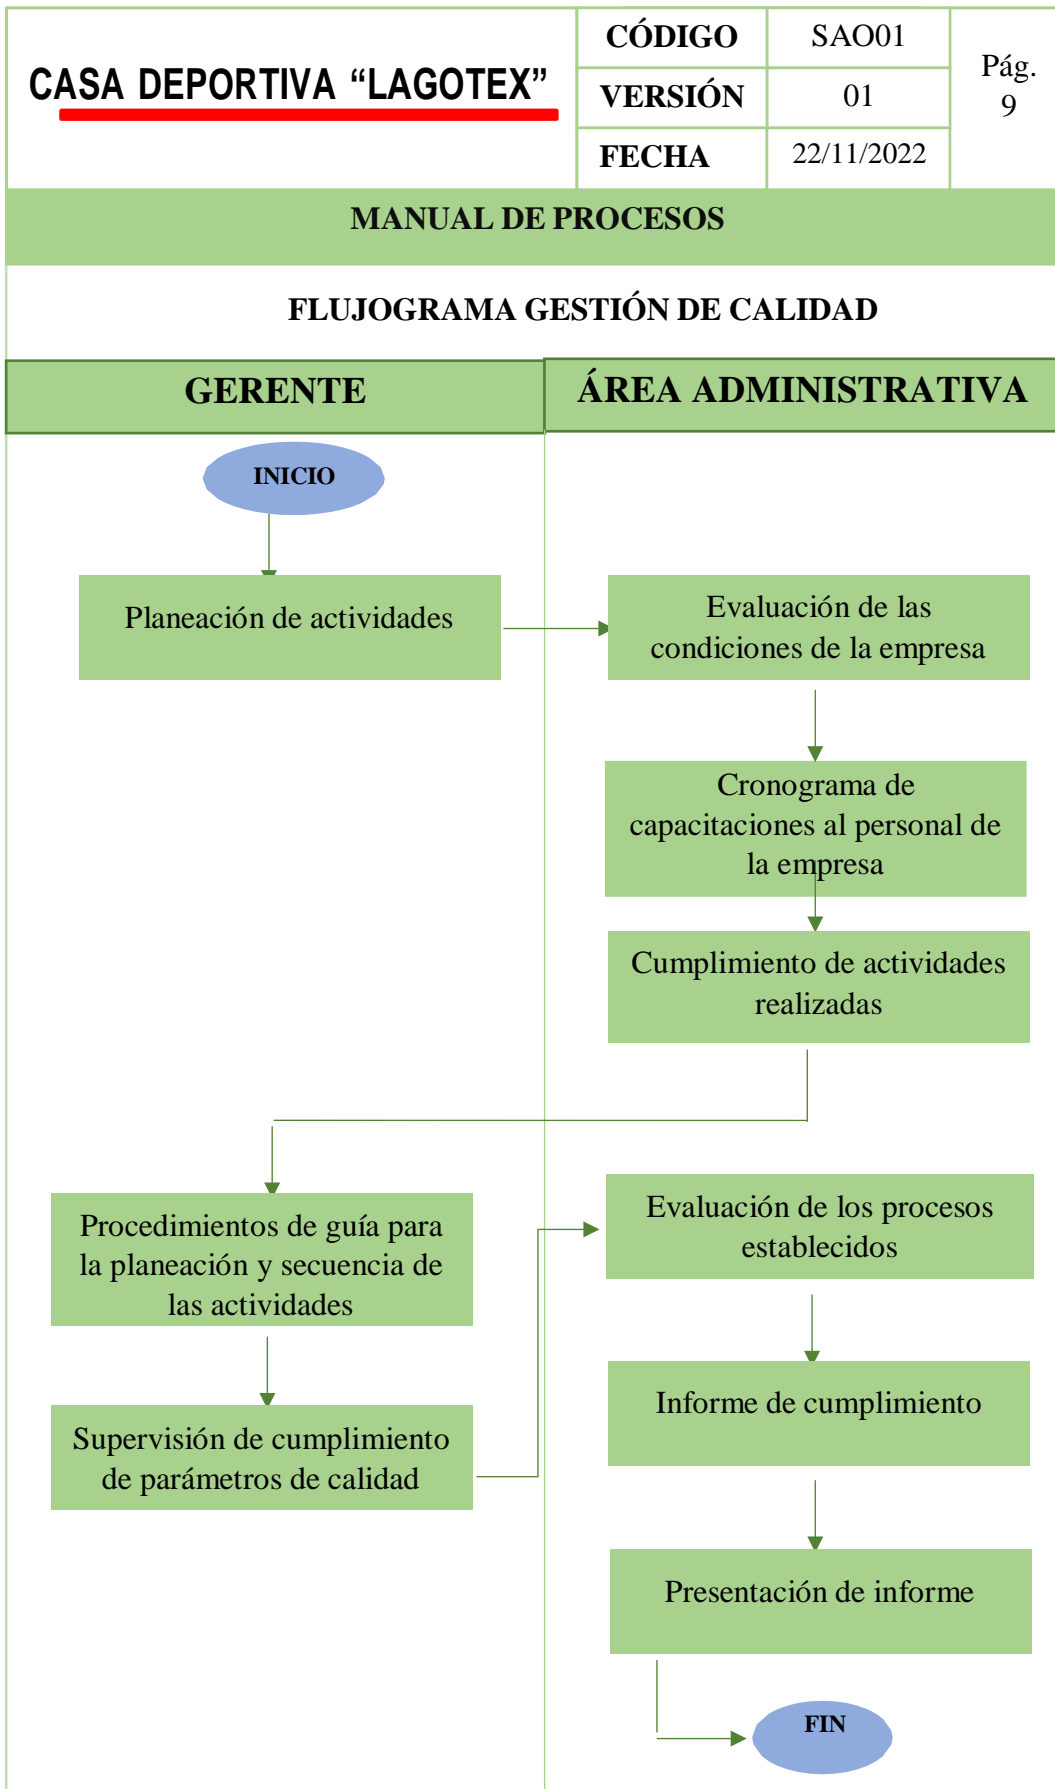 CASA DEPORTIVA “LAGOTEX”
CÓDIGO
SAO01
Pág.
9
VERSIÓN
01
FECHA
22/11/2022
MANUAL DE PROCESOS
FLUJOGRAMA GESTIÓN DE CALIDAD
GERENTE
ÁREA ADMINISTRATIVA
INICIO
Planeación de actividades
Evaluación de las
condiciones de la empresa
Cronograma de
capacitaciones al personal de
la empresa
Cumplimiento de actividades
realizadas
Procedimientos de guía para
la planeación y secuencia de
las actividades
Supervisión de cumplimiento
de parámetros de calidad
Evaluación de los procesos
establecidos
Informe de cumplimiento
Presentación de informe
FIN